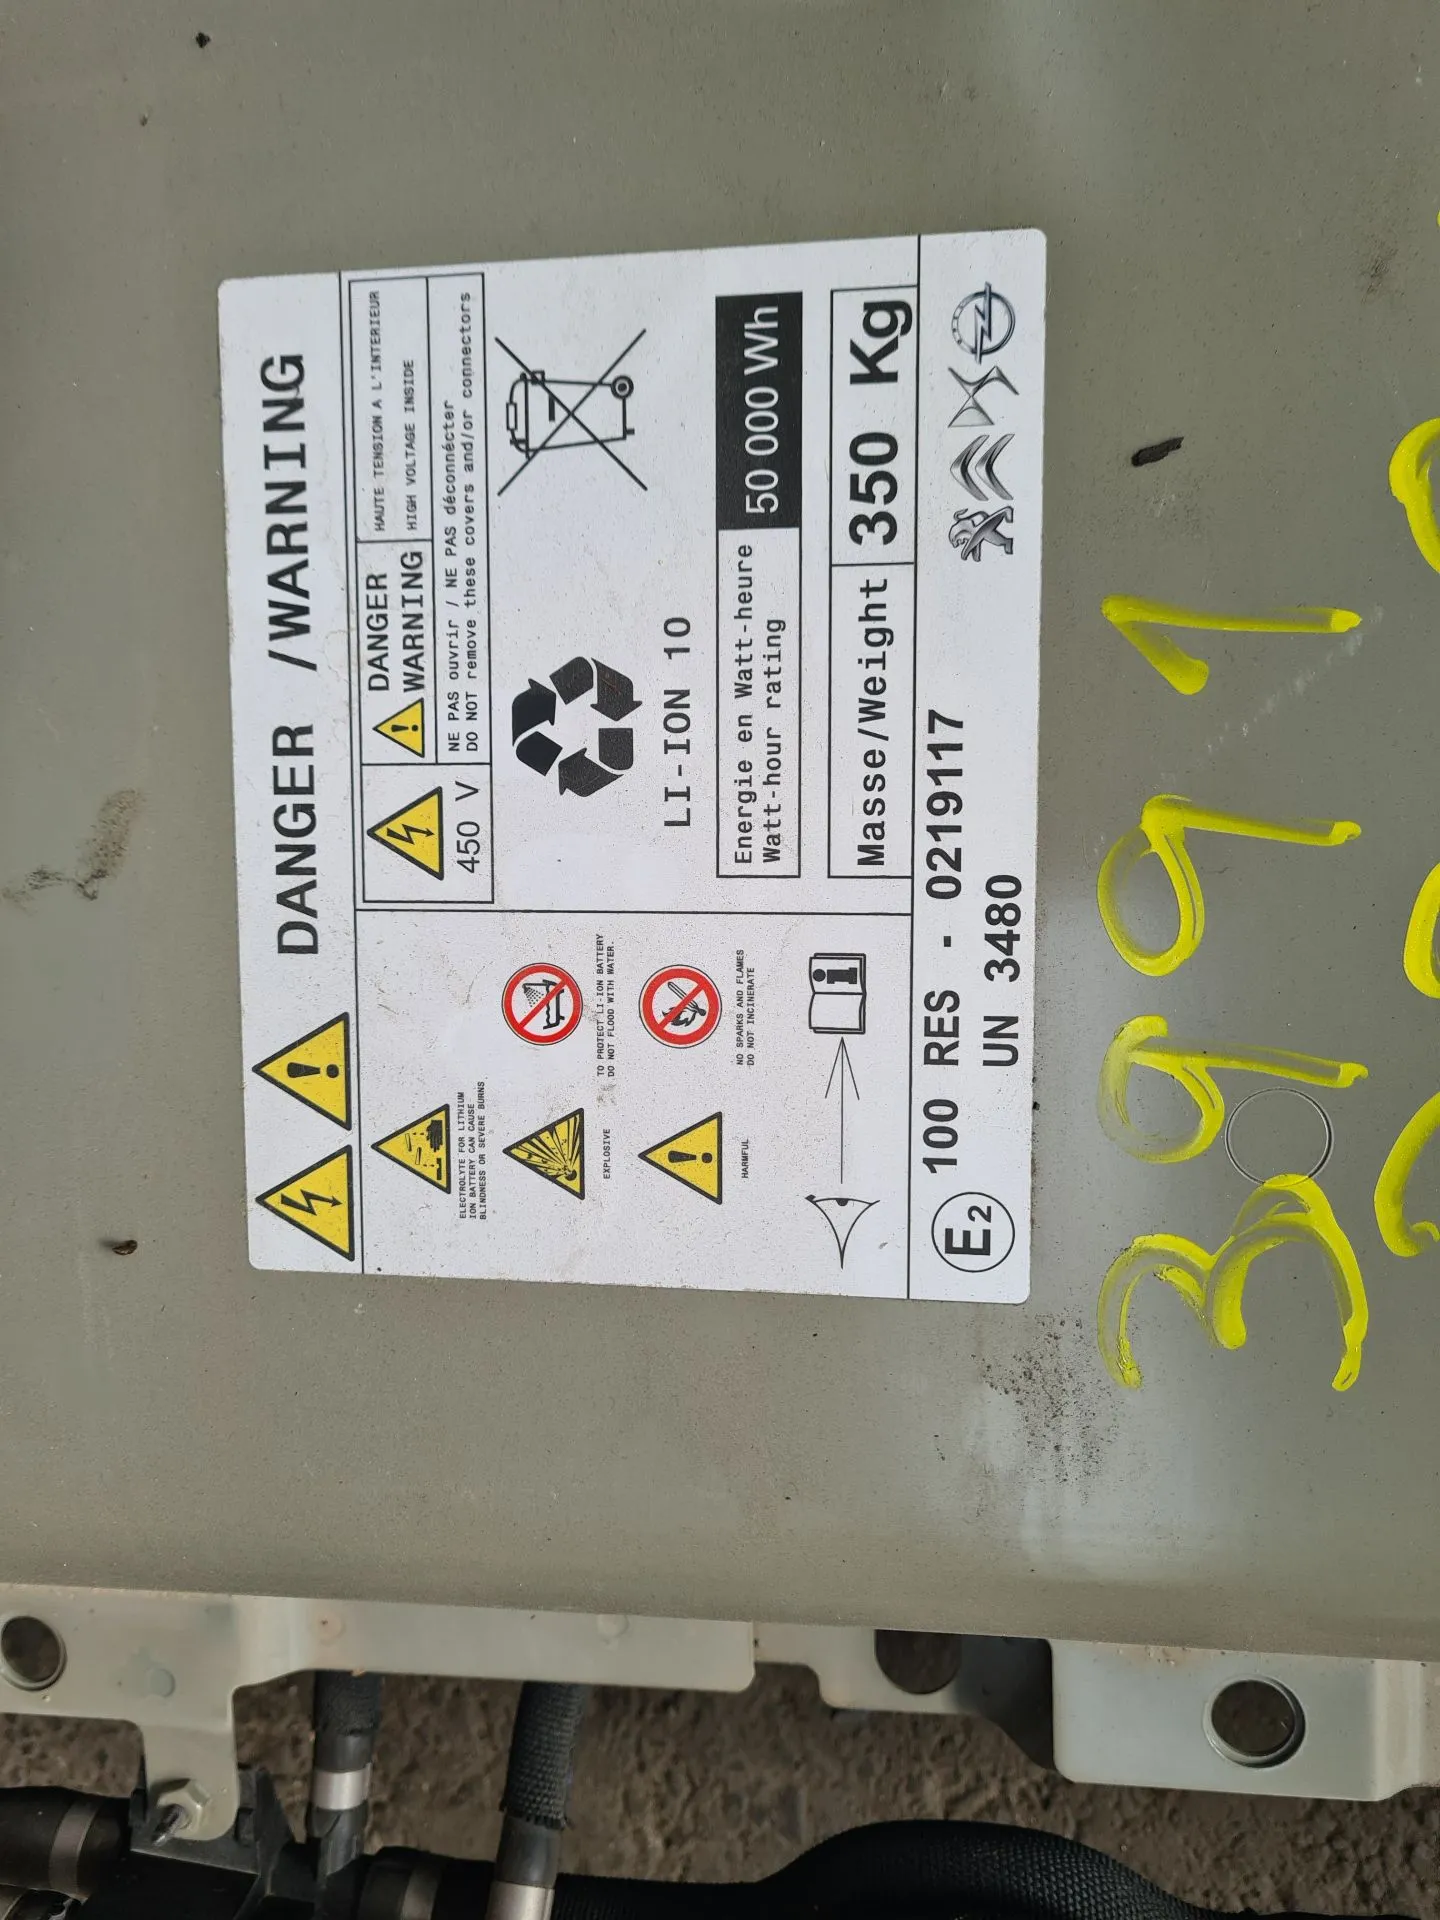 DANGER /WARNING
450 V
DANGER
WARNING
HAUTE TENSION A L'INTERIEUR
HIGH VOLTAGE INSIDE
NE PAS ouvrir / NE PAS déconnécter
DO NOT remove these covers and/or connectors
ELECTROLYTE FOR LITHIUM
ION BATTERY CAN CAUSE
BLINDNESS OR SEVERE BURNS
TO PROTECT LI-ION BATTERY
DO NOT FLOOD WITH WATER.
EXPLOSIVE
NO SPARKS AND FLAMES
DO NOT INCINERATE
HARMFUL
LI-ION 10
Energie en Watt-heure
Watt-hour rating
50 000 Wh
Masse/Weight
350 Kg
E2
100 RES - 0219117
UN 3480
3991